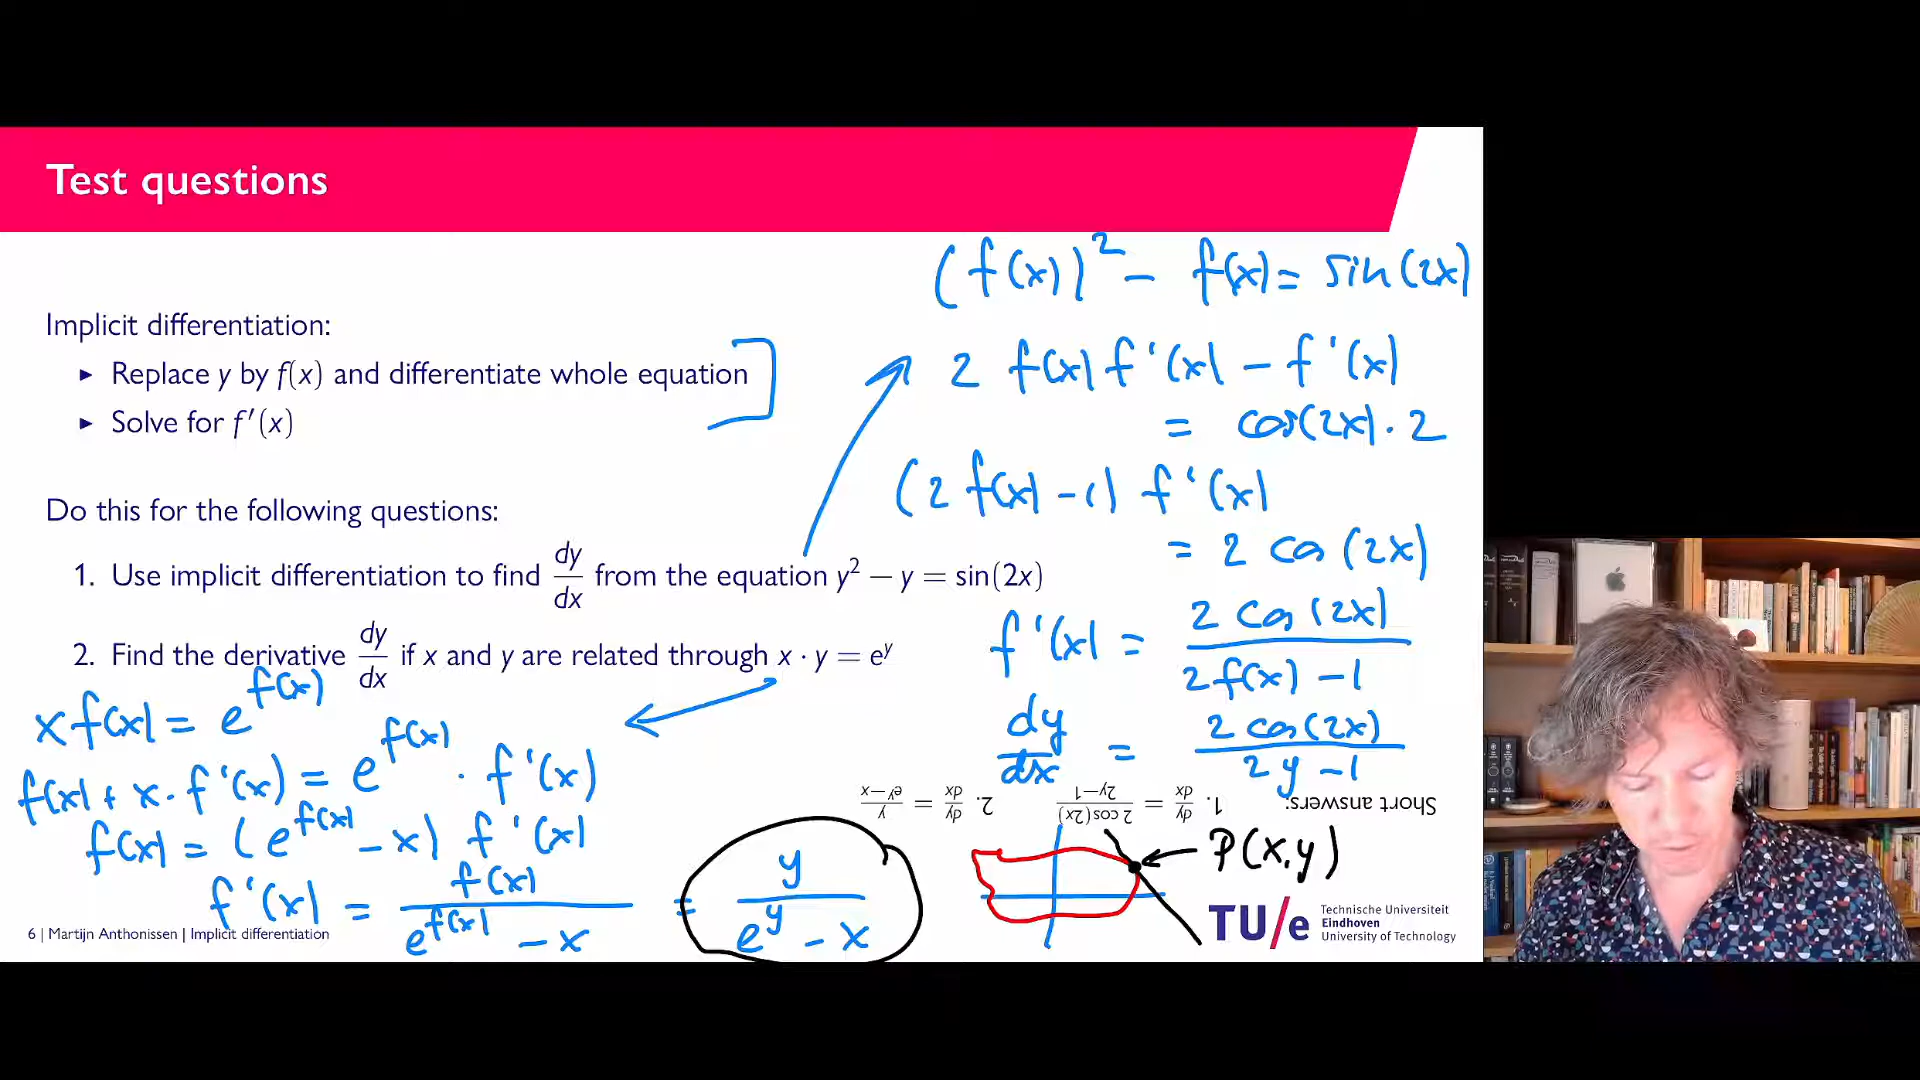 Test questions
Implicit differentiation:
▸ Replace y by f(x) and differentiate whole equation
▸ Solve for f′(x)
Do this for the following questions:
1. Use implicit differentiation to find dy/dx from the equation y² − y = sin(2x)
2. Find the derivative dy/dx if x and y are related through x · y = eʸ
(f(x))² − f(x) = sin(2x)
2 f(x) f'(x) − f'(x)
= cos(2x) · 2
(2 f(x) − 1) f'(x)
= 2 cos(2x)
f'(x) = 2 cos(2x) / 2f(x) − 1
dy/dx = 2 cos(2x) / 2y − 1
x f(x) = e^f(x)
f(x) + x · f'(x) = e^f(x) · f'(x)
f(x) = (e^f(x) − x) f'(x)
f'(x) = f(x) / e^f(x) − x = y / e^y − x
Short answers: 1. dy/dx = 2 cos(2x)/2y−1 2. dy/dx = y/eʸ−x
P(x,y)
6 | Martijn Anthonissen | Implicit differentiation
TU/e Technische Universiteit
Eindhoven
University of Technology